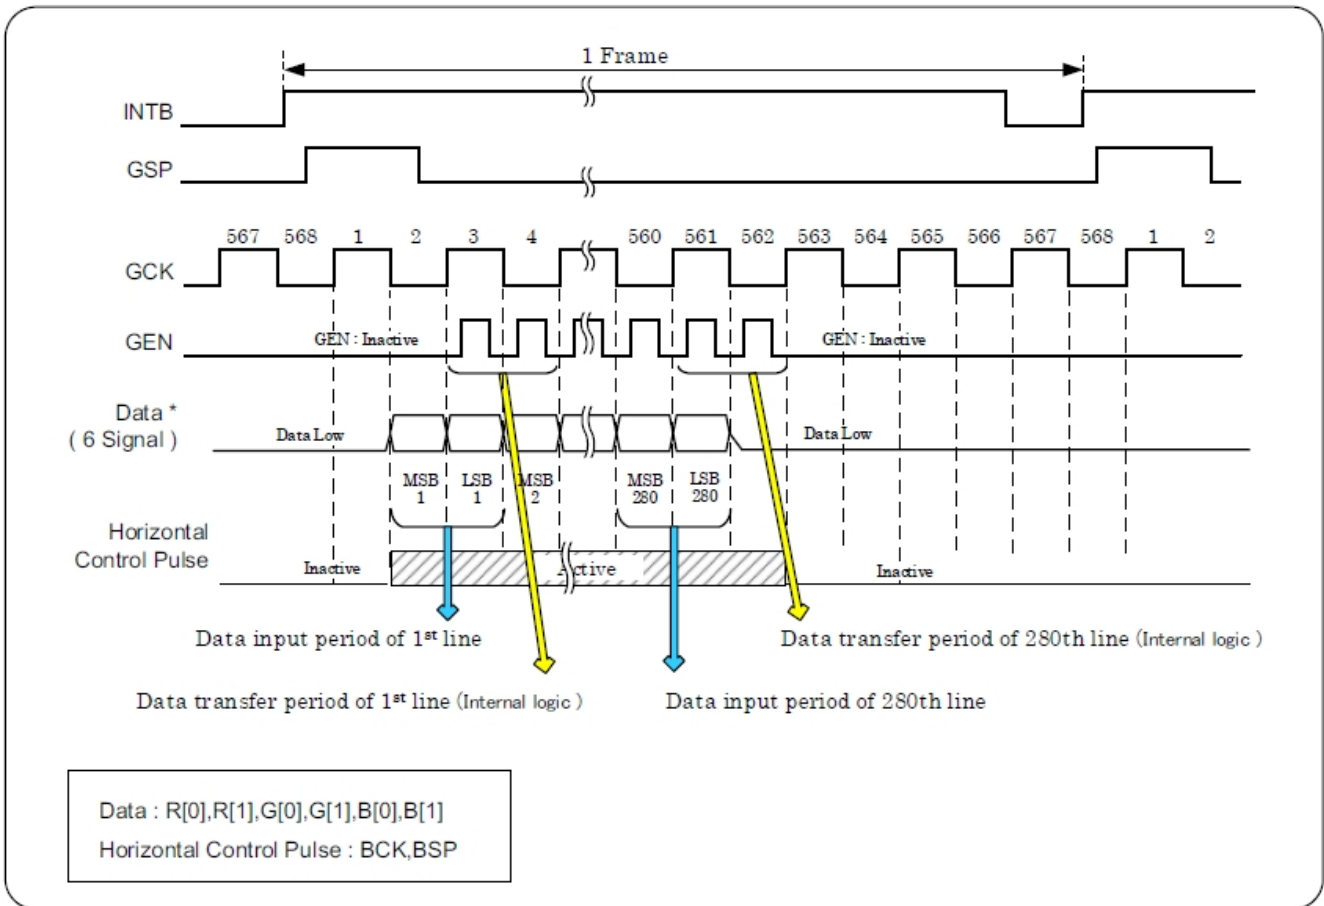 1 Frame
INTB
GSP
567 568 1 2 3 4 560 561 562 563 564 565 566 567 568 1 2
GCK
GEN
GEN : Inactive
GEN : Inactive
Data *
( 6 Signal )
Data Low
Data Low
MSB 1
LSB 1
MSB 2
MSB 280
LSB 280
Horizontal
Control Pulse
Inactive
Active
Inactive
Data input period of 1st line
Data transfer period of 280th line (Internal logic )
Data transfer period of 1st line (Internal logic )
Data input period of 280th line
Data : R[0],R[1],G[0],G[1],B[0],B[1]
Horizontal Control Pulse : BCK,BSP